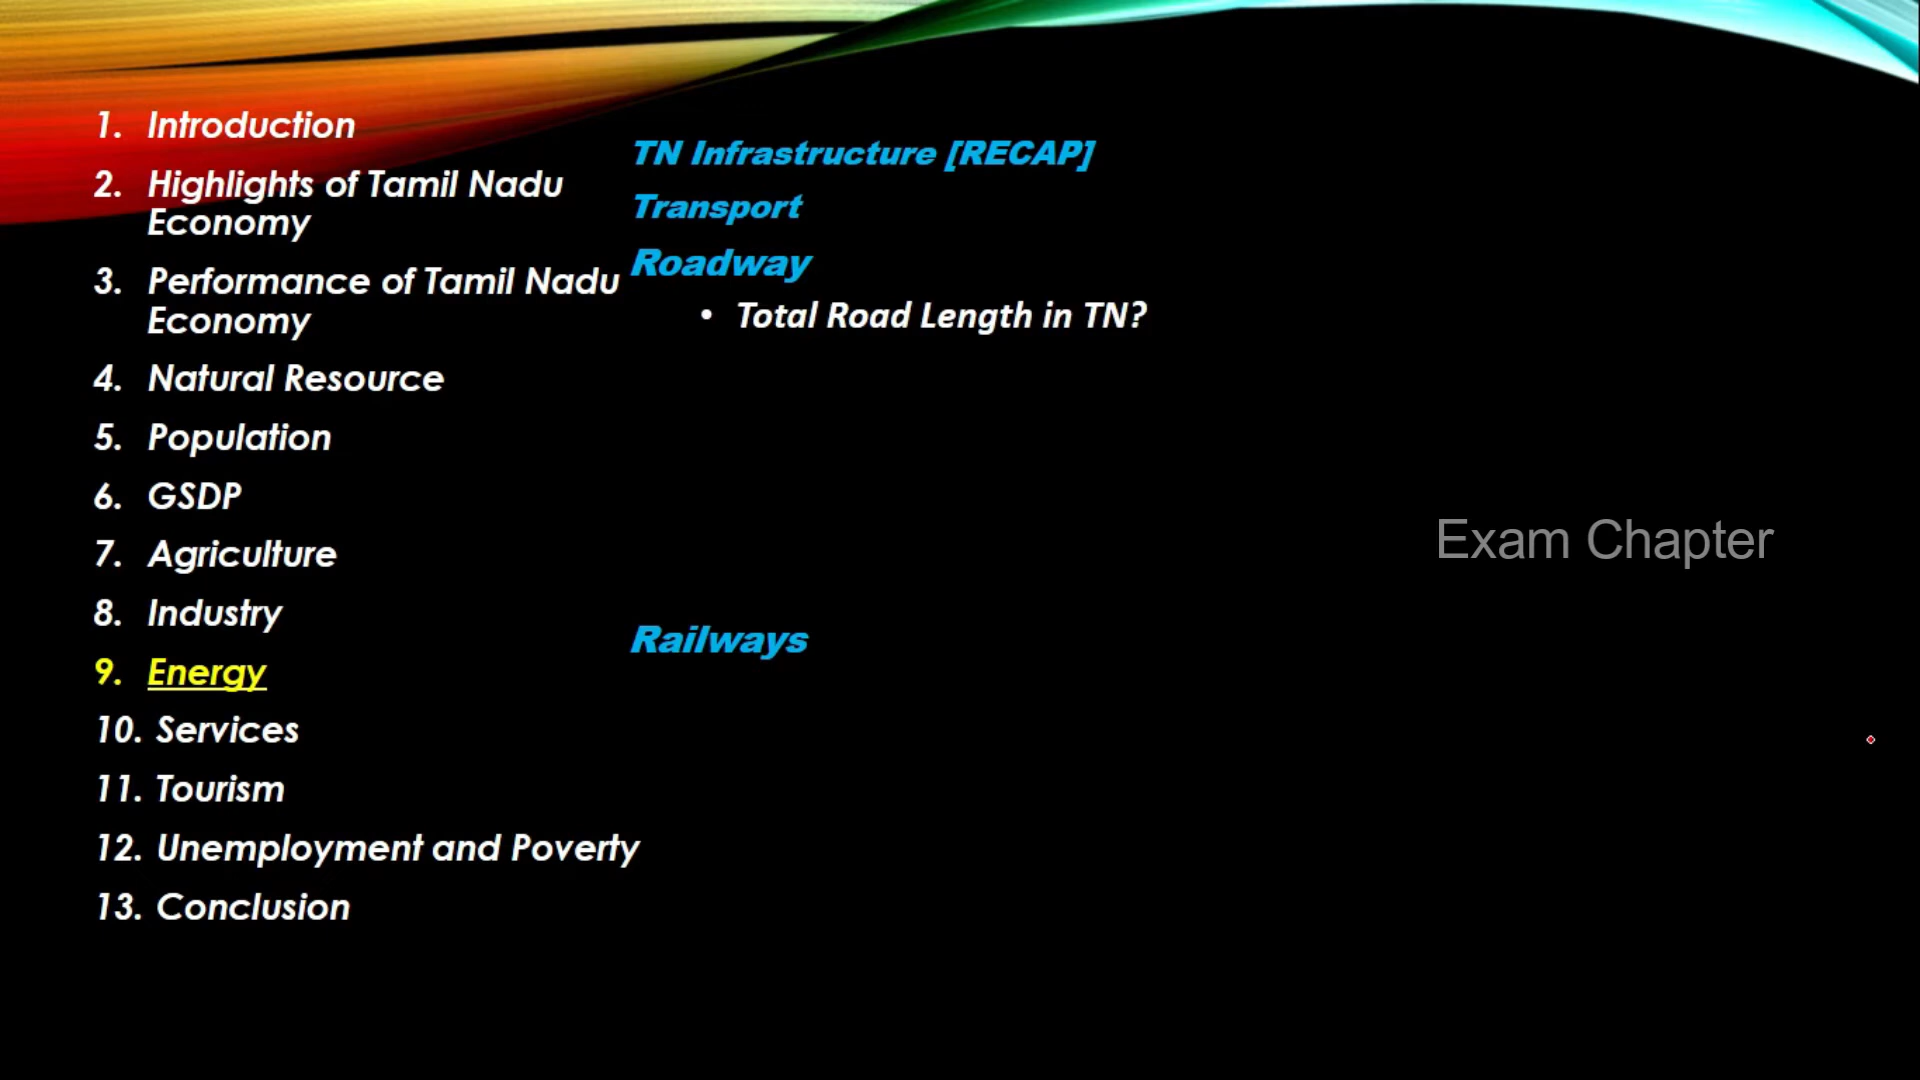 1. Introduction
2. Highlights of Tamil Nadu
Economy
3. Performance of Tamil Nadu
Economy
4. Natural Resource
5. Population
6. GSDP
7. Agriculture
8. Industry
9. Energy
10. Services
11. Tourism
12. Unemployment and Poverty
13. Conclusion
TN Infrastructure [RECAP]
Transport
Roadway
• Total Road Length in TN?
Railways
Exam Chapter